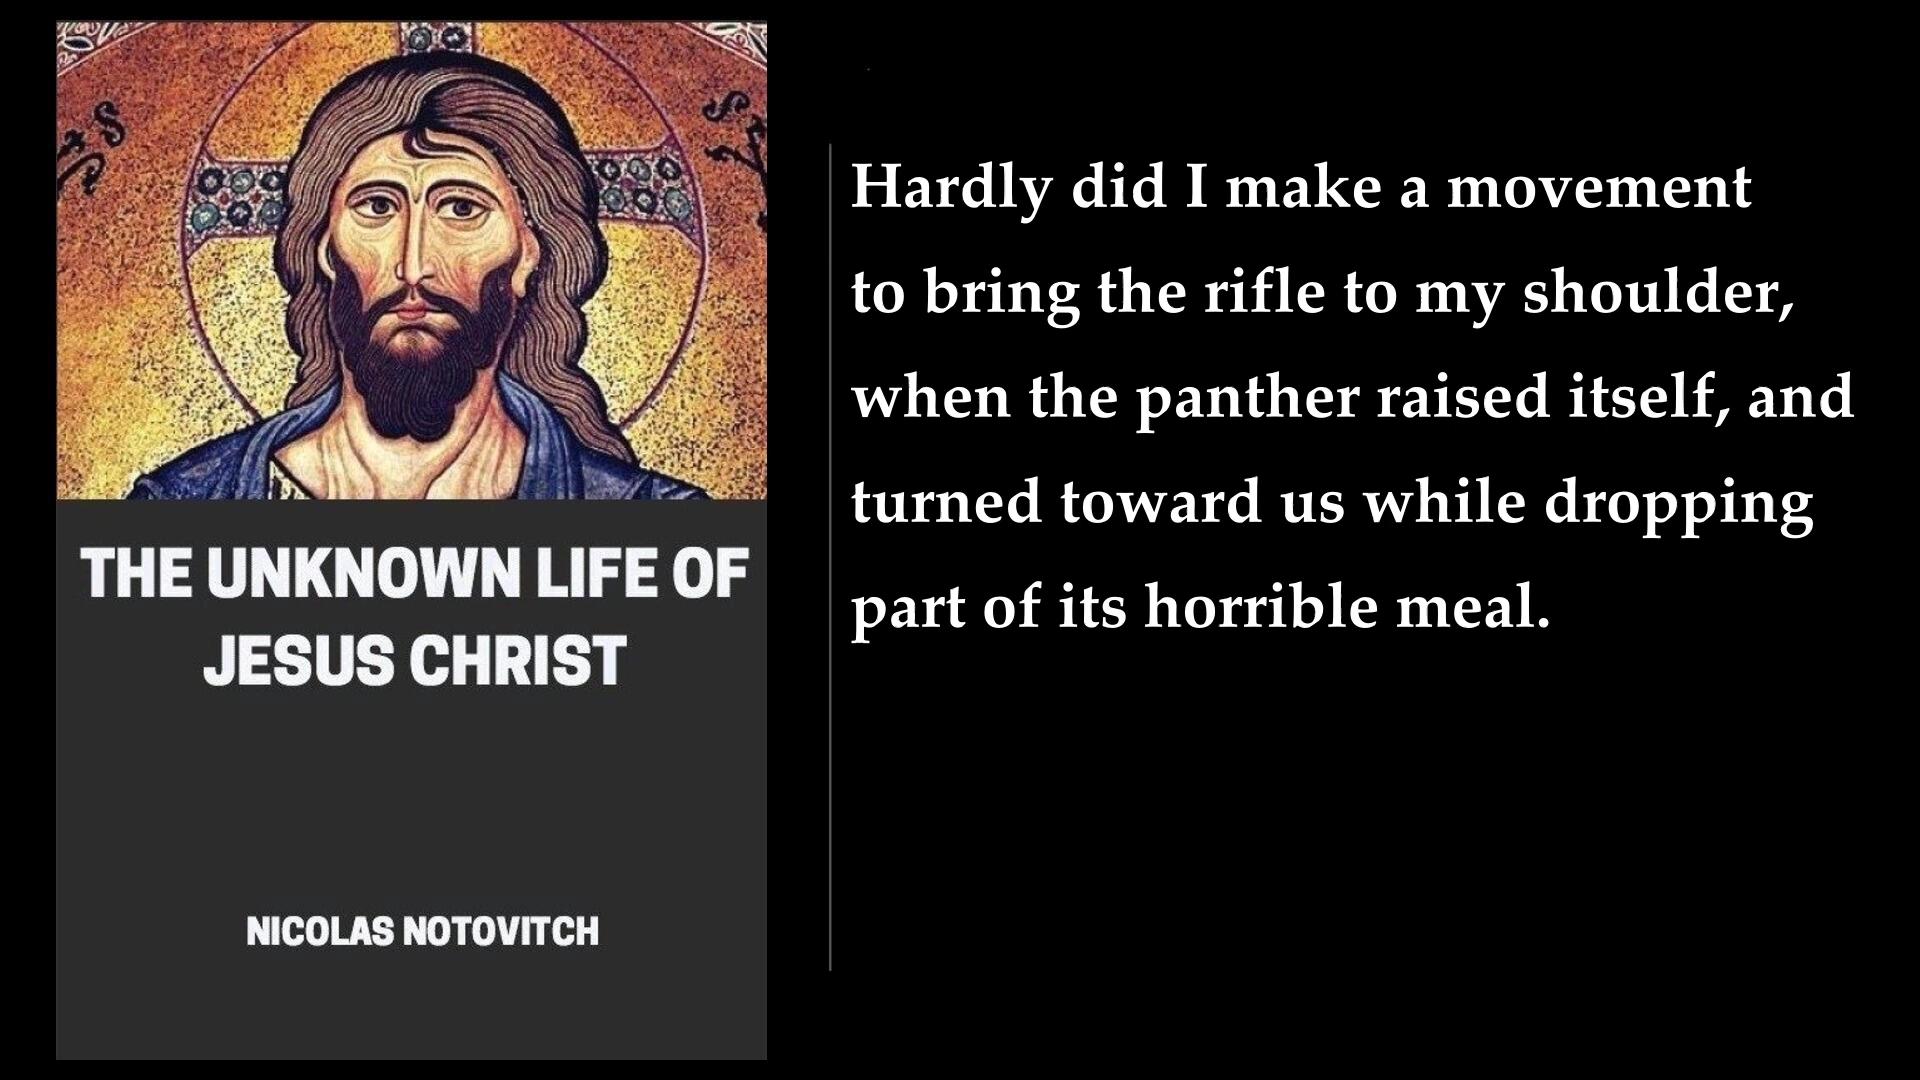 THE UNKNOWN LIFE OF
JESUS CHRIST
NICOLAS NOTOVITCH
Hardly did I make a movement
to bring the rifle to my shoulder,
when the panther raised itself, and
turned toward us while dropping
part of its horrible meal.